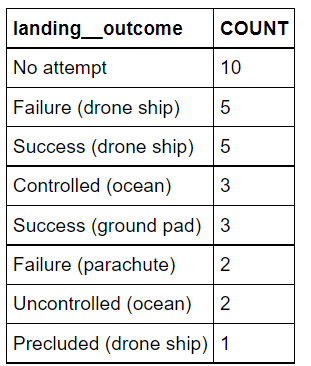 landing__outcome COUNT
No attempt 10
Failure (drone ship) 5
Success (drone ship) 5
Controlled (ocean) 3
Success (ground pad) 3
Failure (parachute) 2
Uncontrolled (ocean) 2
Precluded (drone ship) 1